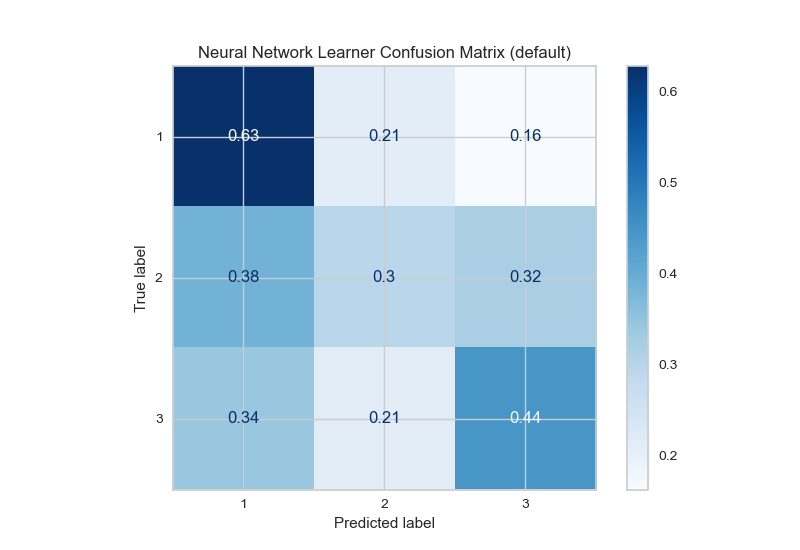 Neural Network Learner Confusion Matrix (default)
0.6
1 0.63 0.21 0.16
0.5
True label
2 0.38 0.3 0.32
0.4
0.3
3 0.34 0.21 0.44
0.2
1 2 3
Predicted label